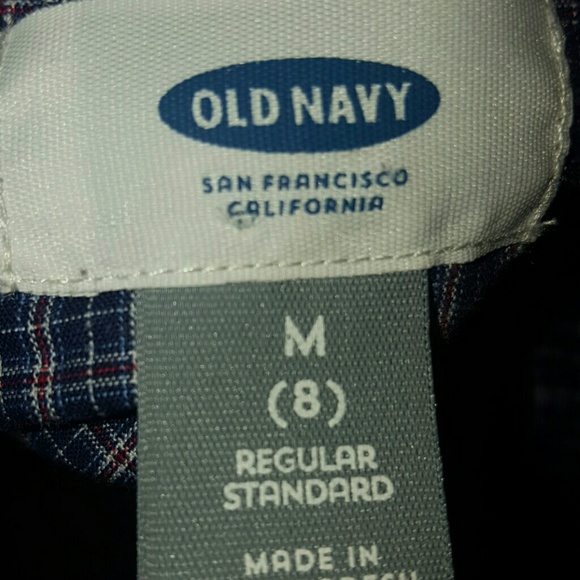 OLD NAVY
SAN FRANCISCO
CALIFORNIA
M
(8)
REGULAR
STANDARD
MADE IN